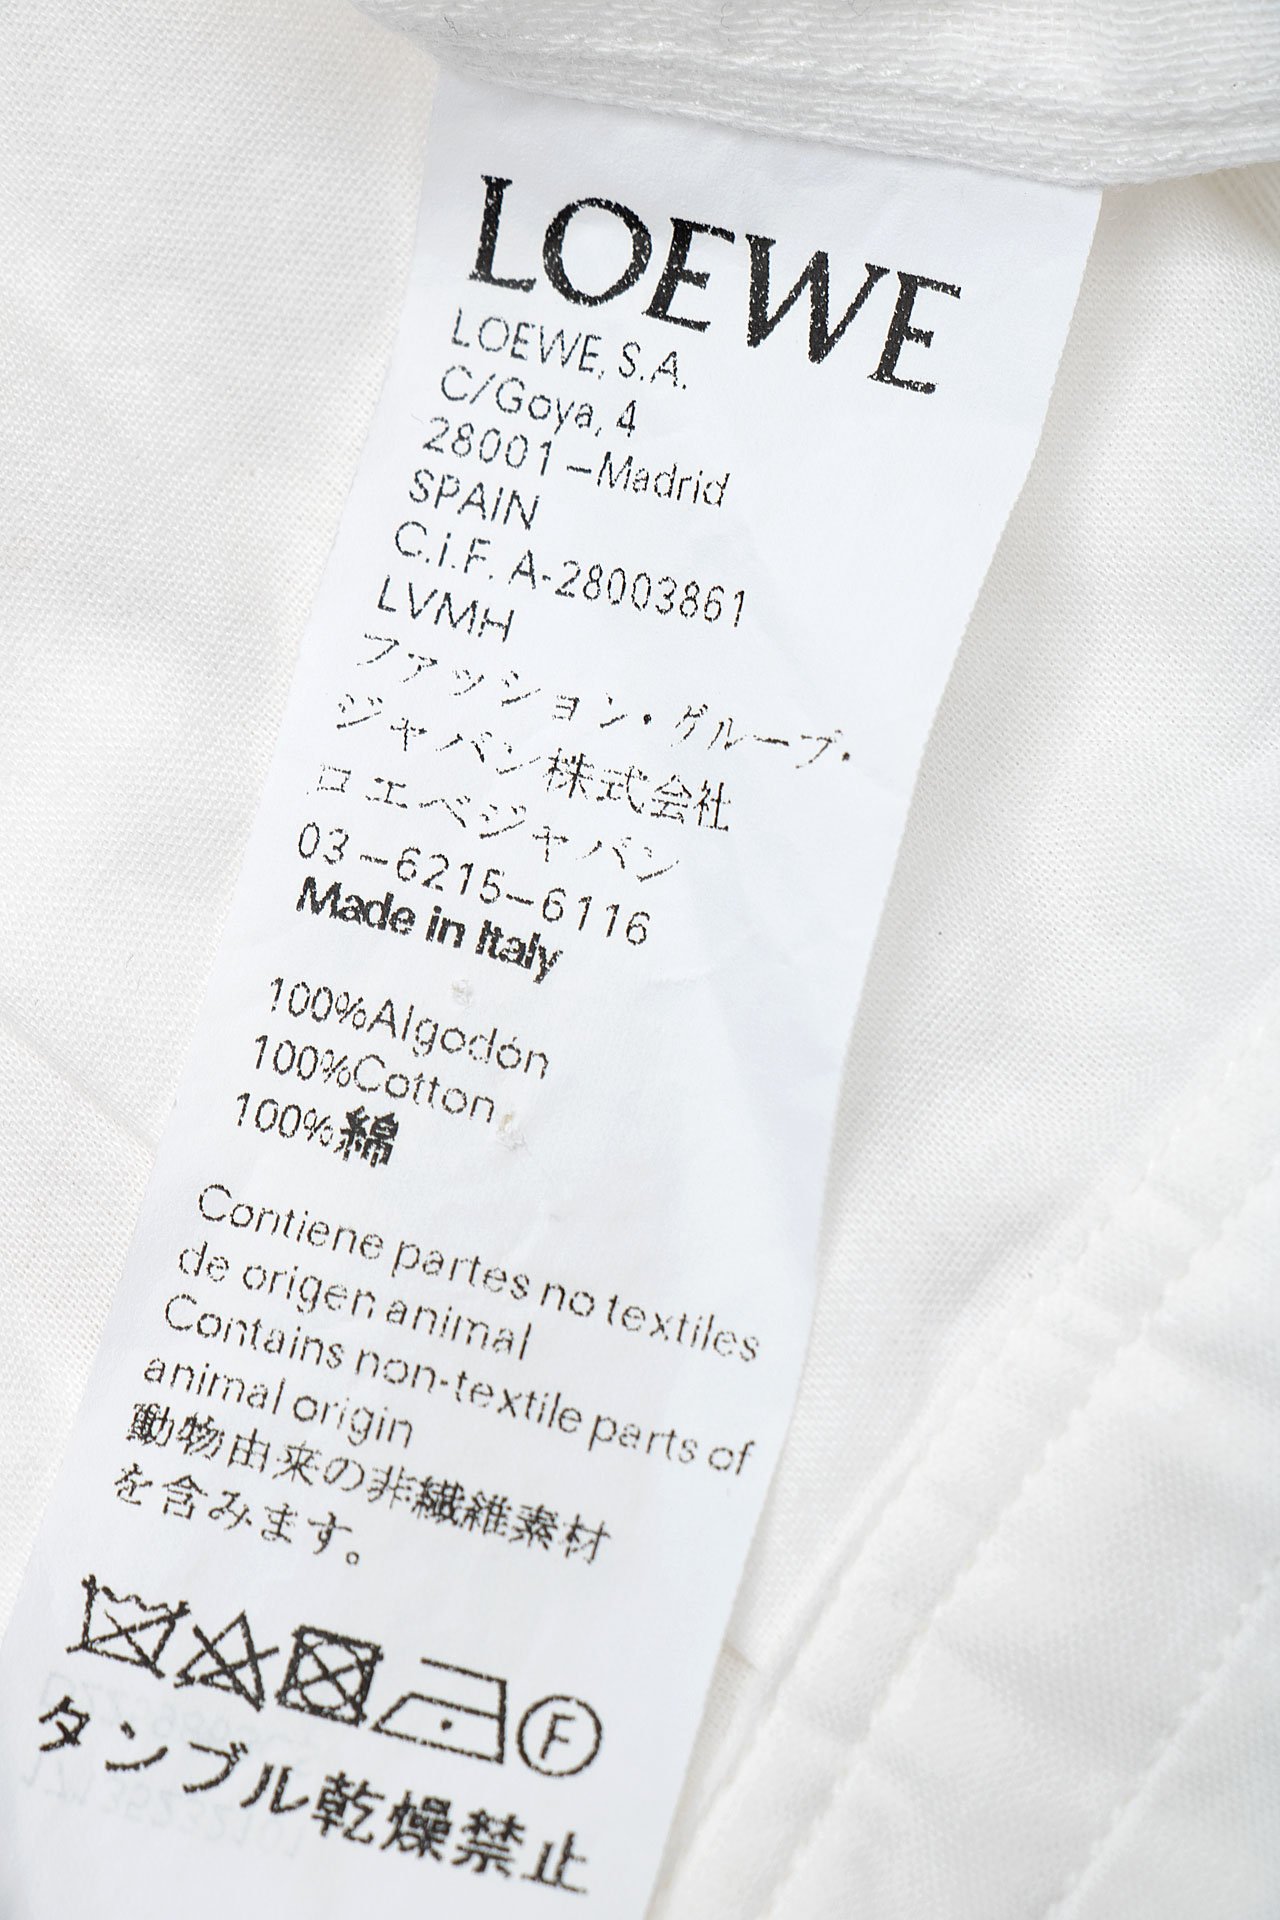 LOEWE
LOEWE, S.A.
C/Goya, 4
28001 –Madrid
SPAIN
C.i.F. A-28003861
LVMH
ファッション・グループ・
ジャパン株式会社
ロエベジャパン
03–6215–6116
Made in Italy
100%Algodón
100%Cotton
100%綿
Contiene partes no textiles
de origen animal
Contains non-textile parts of
animal origin
動物由来の非繊維素材
を含みます。
F
タンブル乾燥禁止